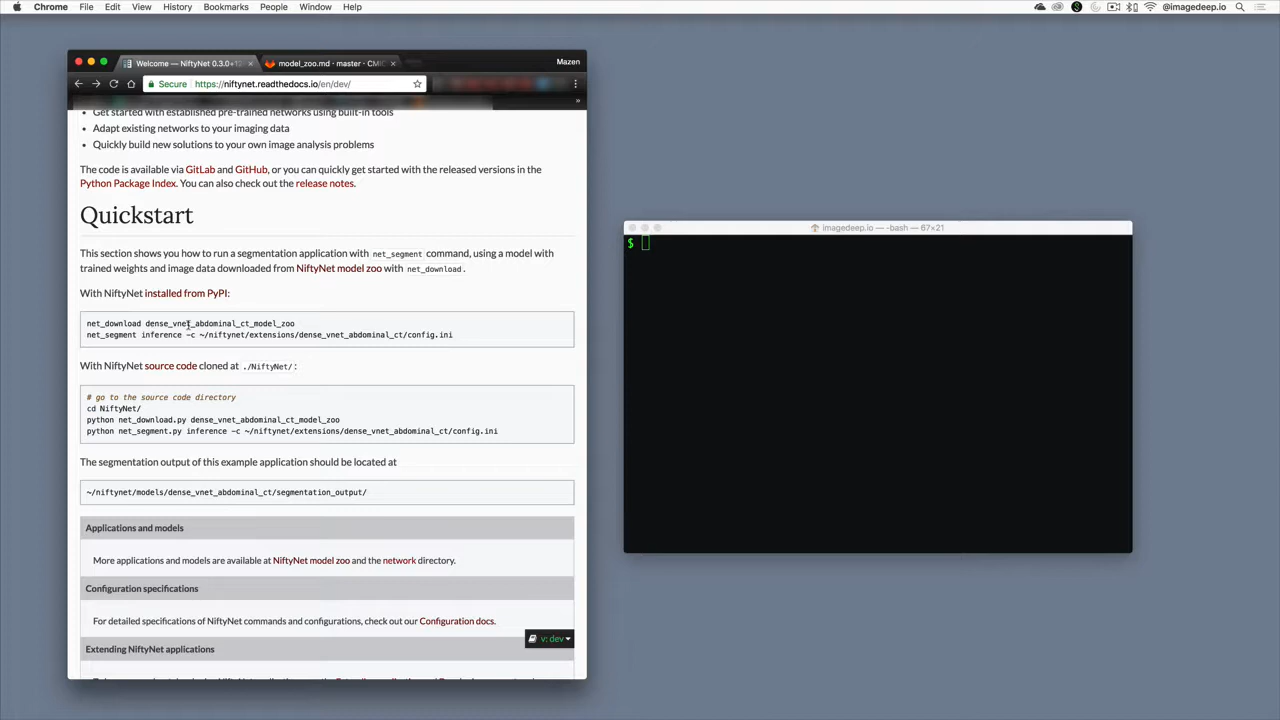 Chrome File Edit View History Bookmarks People Window Help @imagedeep.io
Welcome — NiftyNet 0.3.0+12
model_zoo.md · master · CMIC
Mazen
Secure https://niftynet.readthedocs.io/en/dev/
»
• Get started with established pre-trained networks using built-in tools
• Adapt existing networks to your imaging data
• Quickly build new solutions to your own image analysis problems
The code is available via GitLab and GitHub, or you can quickly get started with the released versions in the
Python Package Index. You can also check out the release notes.
Quickstart
This section shows you how to run a segmentation application with net_segment command, using a model with
trained weights and image data downloaded from NiftyNet model zoo with net_download.
With NiftyNet installed from PyPI:
net_download dense_vnet_abdominal_ct_model_zoo
net_segment inference -c ~/niftynet/extensions/dense_vnet_abdominal_ct/config.ini
With NiftyNet source code cloned at ./NiftyNet/:
# go to the source code directory
cd NiftyNet/
python net_download.py dense_vnet_abdominal_ct_model_zoo
python net_segment.py inference -c ~/niftynet/extensions/dense_vnet_abdominal_ct/config.ini
The segmentation output of this example application should be located at
~/niftynet/models/dense_vnet_abdominal_ct/segmentation_output/
Applications and models
More applications and models are available at NiftyNet model zoo and the network directory.
Configuration specifications
For detailed specifications of NiftyNet commands and configurations, check out our Configuration docs.
v: dev
Extending NiftyNet applications
imagedeep.io — -bash — 67×21
$